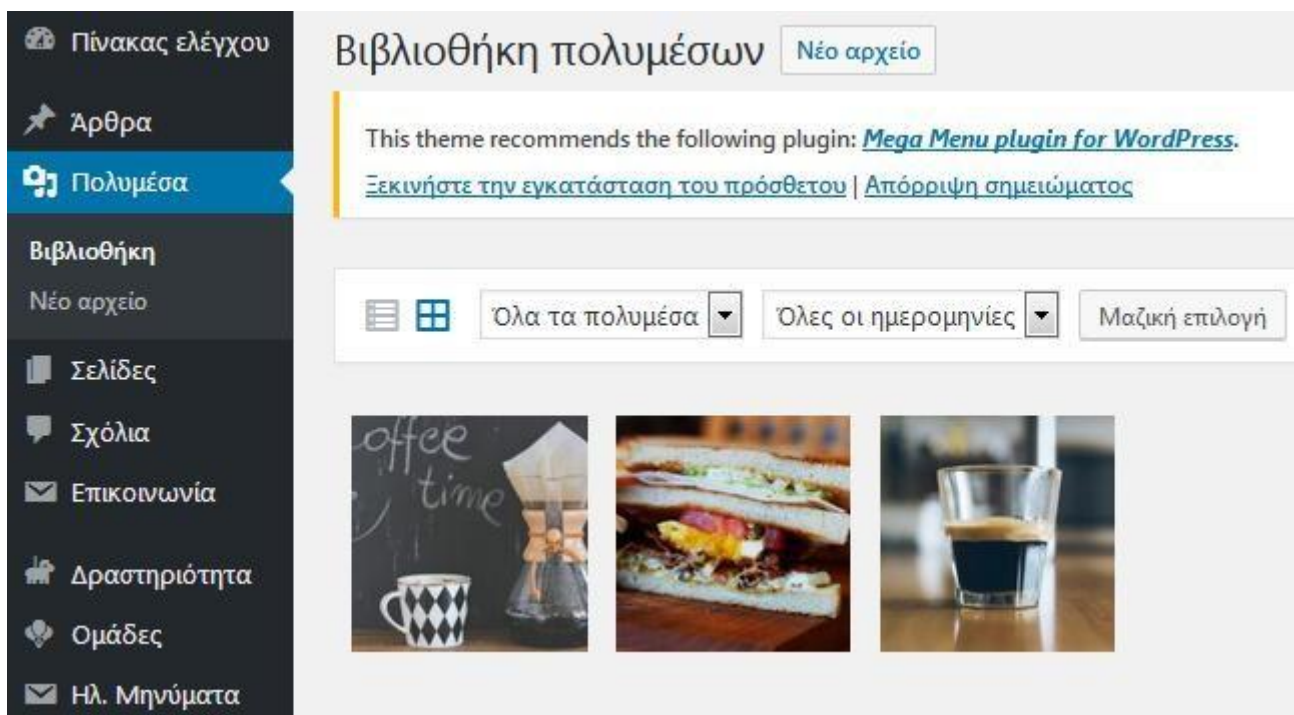 Πίνακας ελέγχου
Άρθρα
Πολυμέσα
Βιβλιοθήκη
Νέο αρχείο
Σελίδες
Σχόλια
Επικοινωνία
Δραστηριότητα
Ομάδες
Ηλ. Μηνύματα
Βιβλιοθήκη πολυμέσων Νέο αρχείο
This theme recommends the following plugin: Mega Menu plugin for WordPress.
Ξεκινήστε την εγκατάσταση του πρόσθετου | Απόρριψη σημειώματος
Όλα τα πολυμέσα Όλες οι ημερομηνίες Μαζική επιλογή
offee
time